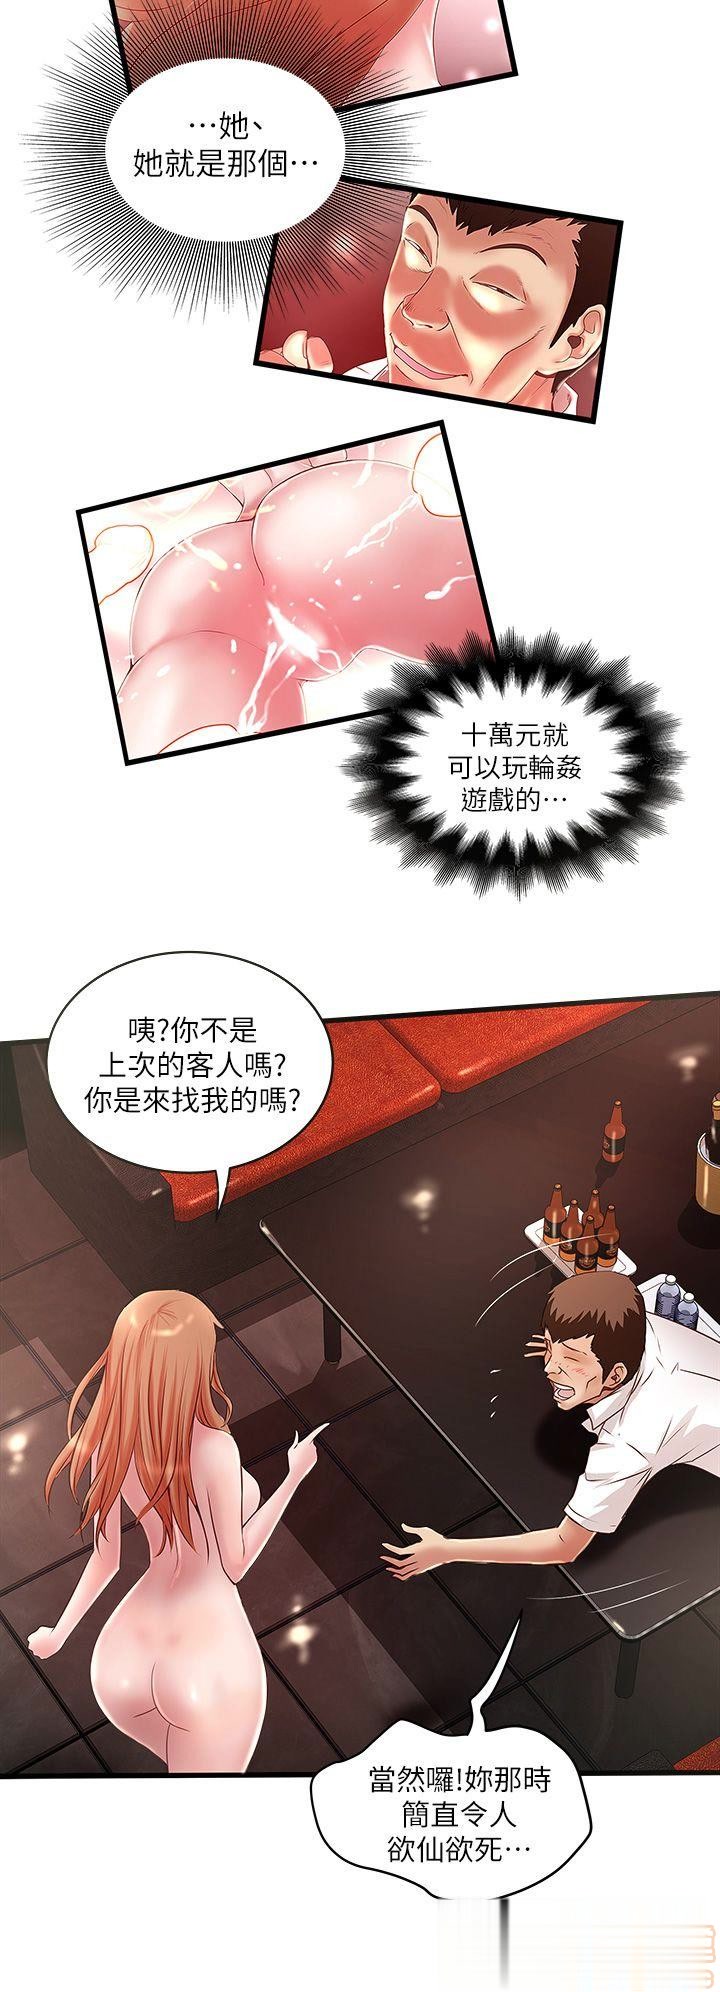 …她、
她就是那個…
十萬元就
可以玩輪姦
遊戲的…
咦?你不是
上次的客人嗎?
你是來找我的嗎?
當然囉!妳那時
簡直令人
欲仙欲死…